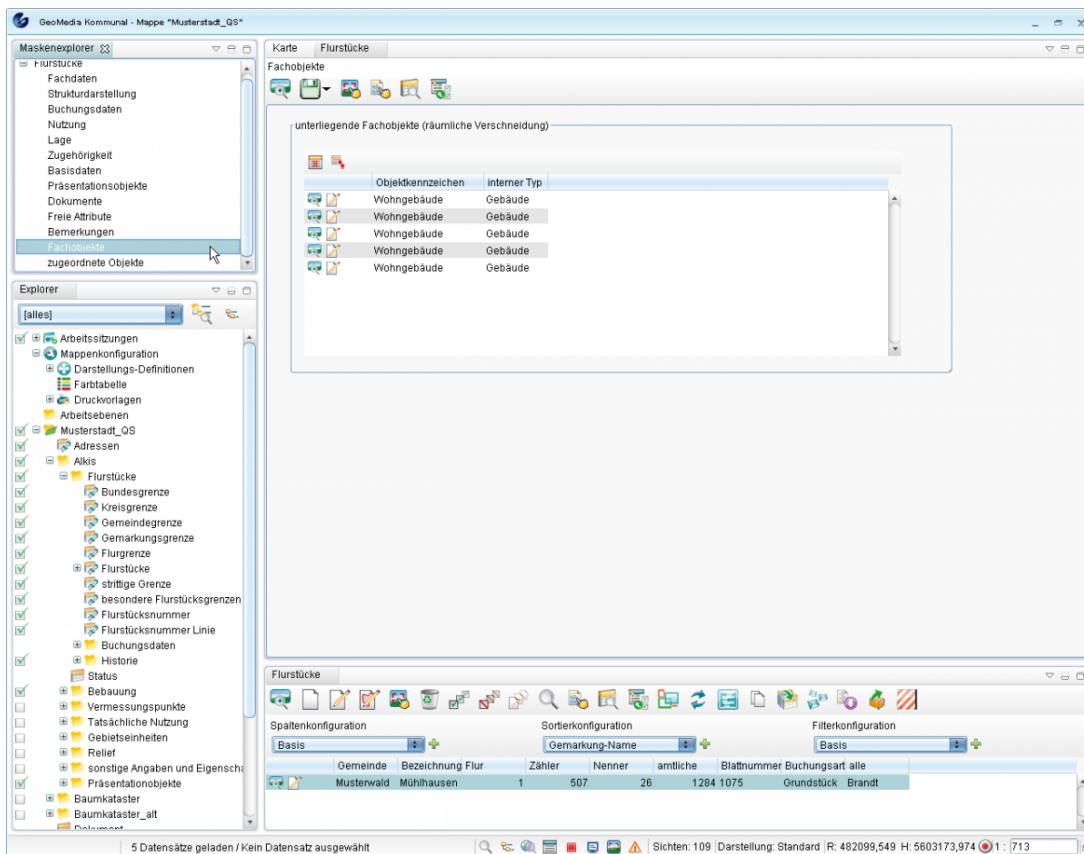 GeoMedia Kommunal - Mappe "Musterstadt_QS"
Maskenexplorer
Flurstücke
Fachdaten
Strukturdarstellung
Buchungsdaten
Nutzung
Lage
Zugehörigkeit
Basisdaten
Präsentationsobjekte
Dokumente
Freie Attribute
Bemerkungen
Fachobjekte
zugeordnete Objekte
Explorer
[alles]
Arbeitssitzungen
Mappenkonfiguration
Darstellungs-Definitionen
Farbtabelle
Druckvorlagen
Arbeitsebenen
Musterstadt_QS
Adressen
Alkis
Flurstücke
Bundesgrenze
Kreisgrenze
Gemeindegrenze
Gemarkungsgrenze
Flurgrenze
Flurstücke
strittige Grenze
besondere Flurstücksgrenzen
Flurstücksnummer
Flurstücksnummer Linie
Buchungsdaten
Historie
Status
Bebauung
Vermessungspunkte
Tatsächliche Nutzung
Gebietseinheiten
Relief
sonstige Angaben und Eigenscha
Präsentationobjekte
Baumkataster
Baumkataster_alt
Dokument
Karte Flurstücke
Fachobjekte
unterliegende Fachobjekte (räumliche Verschneidung)
Objektkennzeichen interner Typ
Wohngebäude Gebäude
Wohngebäude Gebäude
Wohngebäude Gebäude
Wohngebäude Gebäude
Wohngebäude Gebäude
Flurstücke
Spaltenkonfiguration Sortierkonfiguration Filterkonfiguration
Basis Gemarkung-Name Basis
Gemeinde Bezeichnung Flur Zähler Nenner amtliche Blattnummer Buchungsart alle
Musterwald Mühlhausen 1 507 26 1284 1075 Grundstück Brandt
5 Datensätze geladen / Kein Datensatz ausgewählt Sichten: 109 Darstellung: Standard R: 482099,549 H: 5603173,974 1 : 713